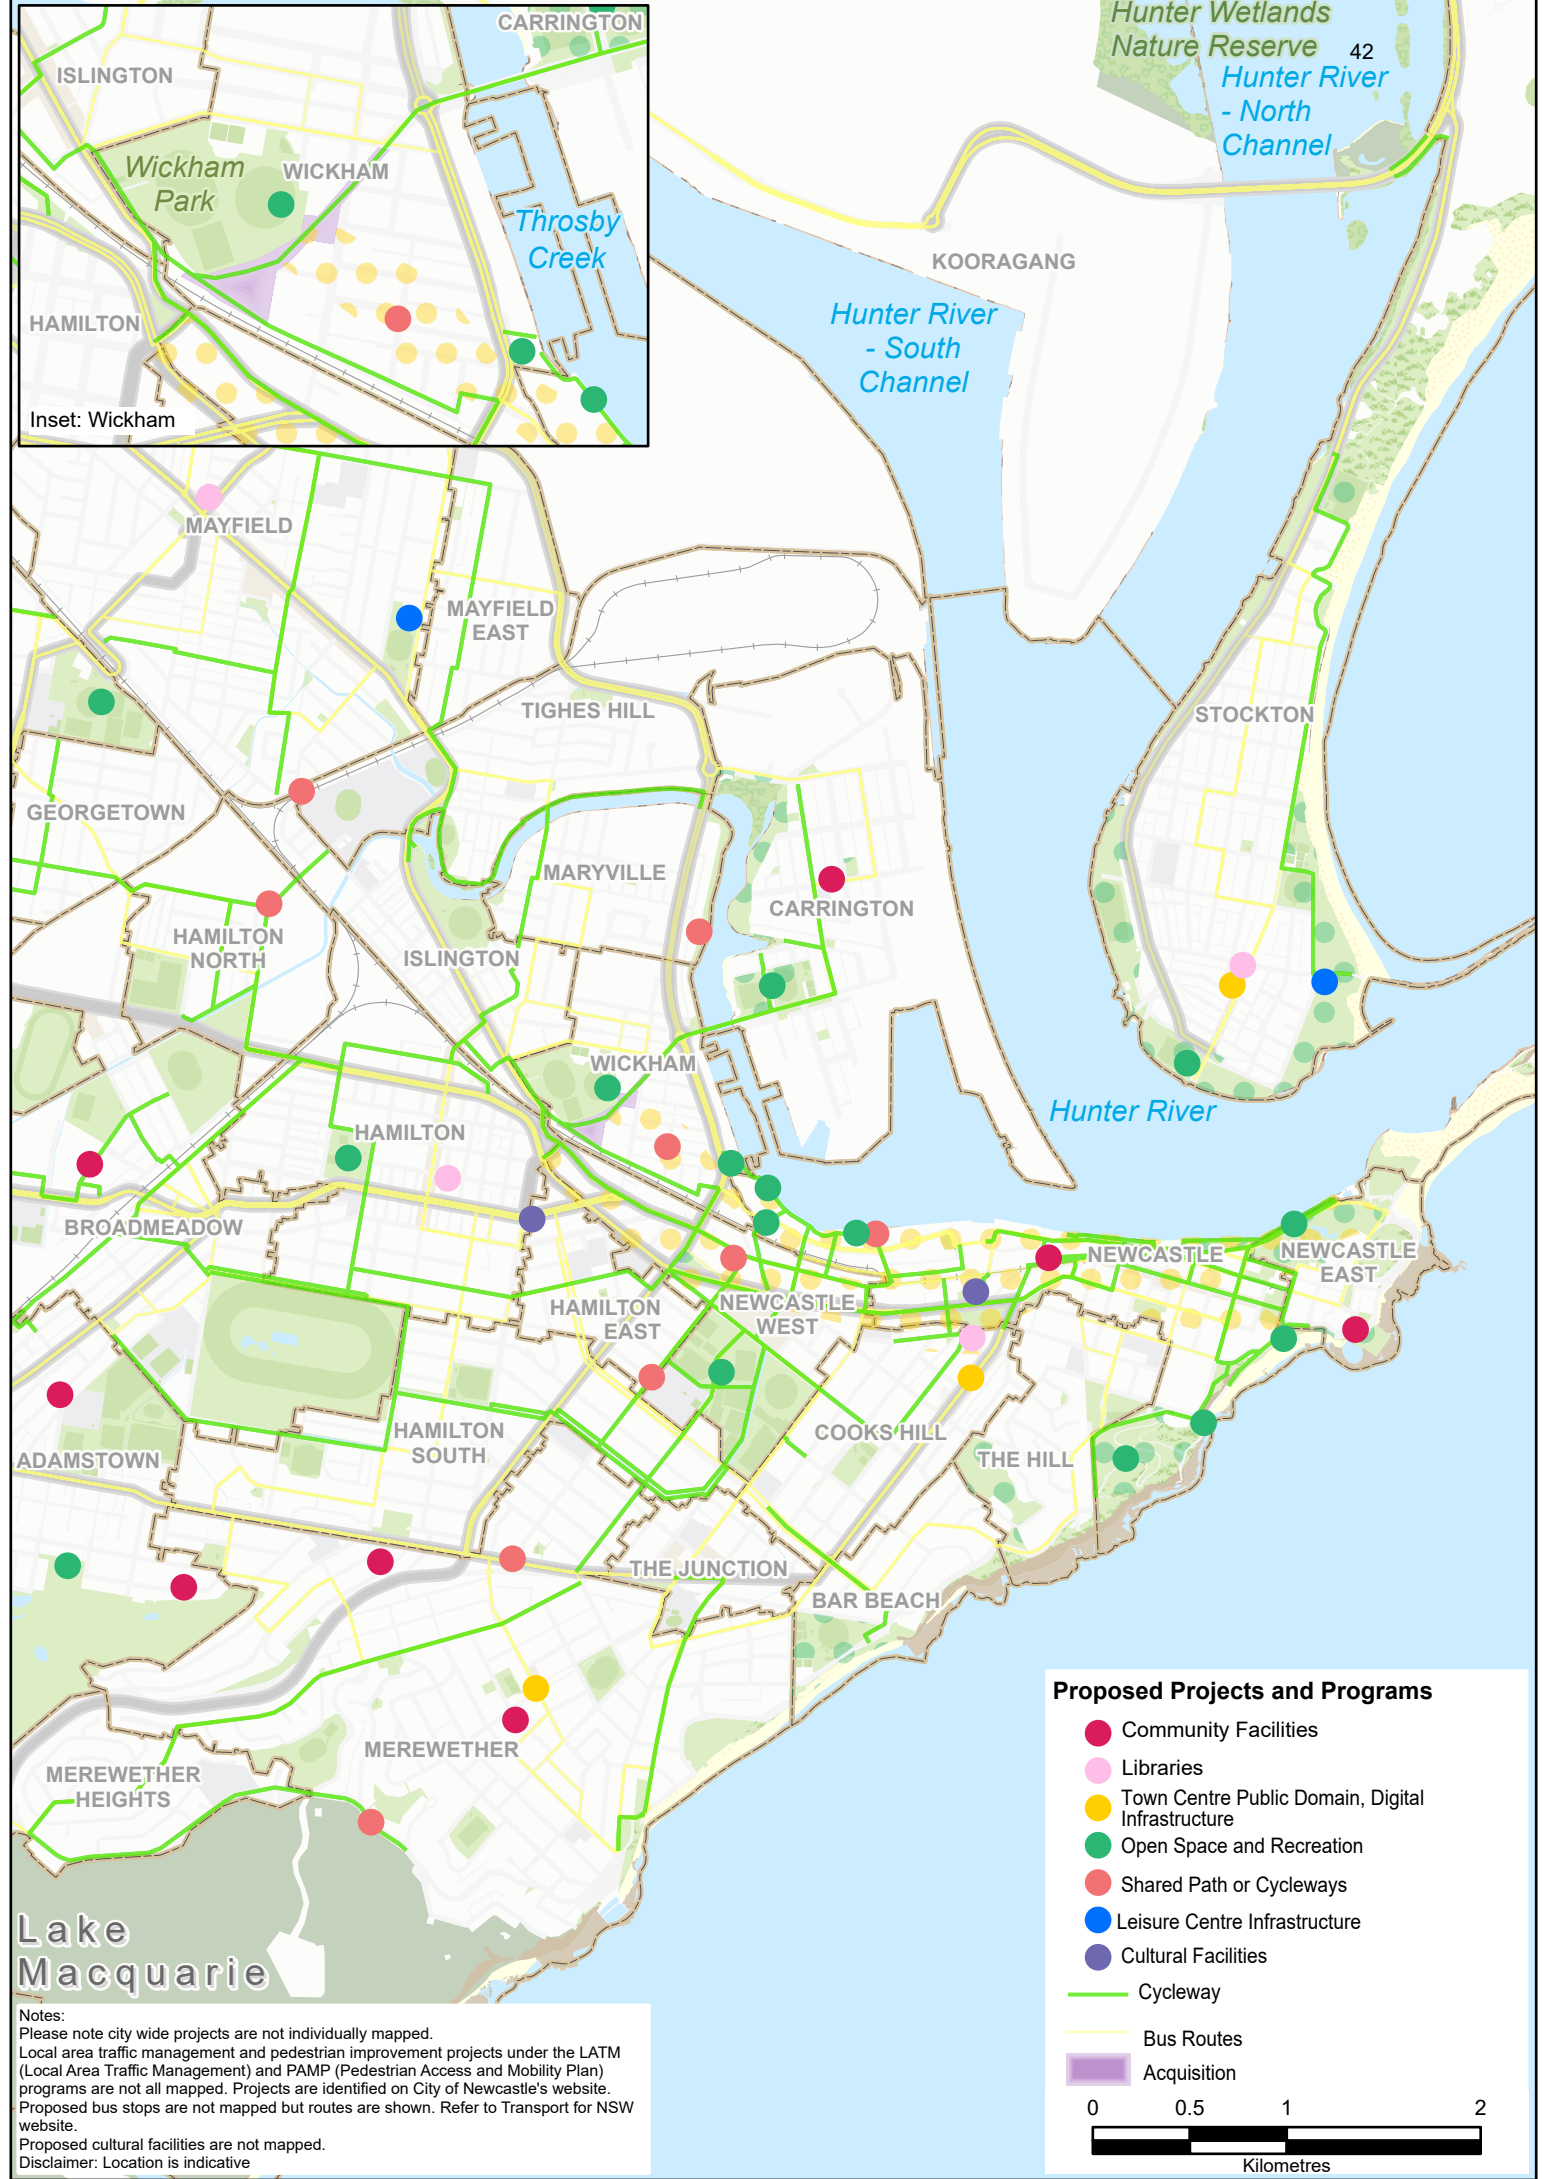 CARRINGTON
ISLINGTON
Wickham
Park
WICKHAM
Throsby
Creek
HAMILTON
Inset: Wickham
Hunter Wetlands
Nature Reserve
42
Hunter River
- North
Channel
KOORAGANG
Hunter River
- South
Channel
MAYFIELD
MAYFIELD
EAST
TIGHES HILL
STOCKTON
GEORGETOWN
MARYVILLE
CARRINGTON
HAMILTON
NORTH
ISLINGTON
WICKHAM
Hunter River
HAMILTON
BROADMEADOW
NEWCASTLE
NEWCASTLE
EAST
HAMILTON
EAST
NEWCASTLE
WEST
COOKS HILL
HAMILTON
SOUTH
THE HILL
ADAMSTOWN
THE JUNCTION
BAR BEACH
MEREWETHER
MEREWETHER
HEIGHTS
Lake
Macquarie
Proposed Projects and Programs
Community Facilities
Libraries
Town Centre Public Domain, Digital
Infrastructure
Open Space and Recreation
Shared Path or Cycleways
Leisure Centre Infrastructure
Cultural Facilities
Cycleway
Bus Routes
Acquisition
0 0.5 1 2
Kilometres
Notes:
Please note city wide projects are not individually mapped.
Local area traffic management and pedestrian improvement projects under the LATM
(Local Area Traffic Management) and PAMP (Pedestrian Access and Mobility Plan)
programs are not all mapped. Projects are identified on City of Newcastle's website.
Proposed bus stops are not mapped but routes are shown. Refer to Transport for NSW
website.
Proposed cultural facilities are not mapped.
Disclaimer: Location is indicative